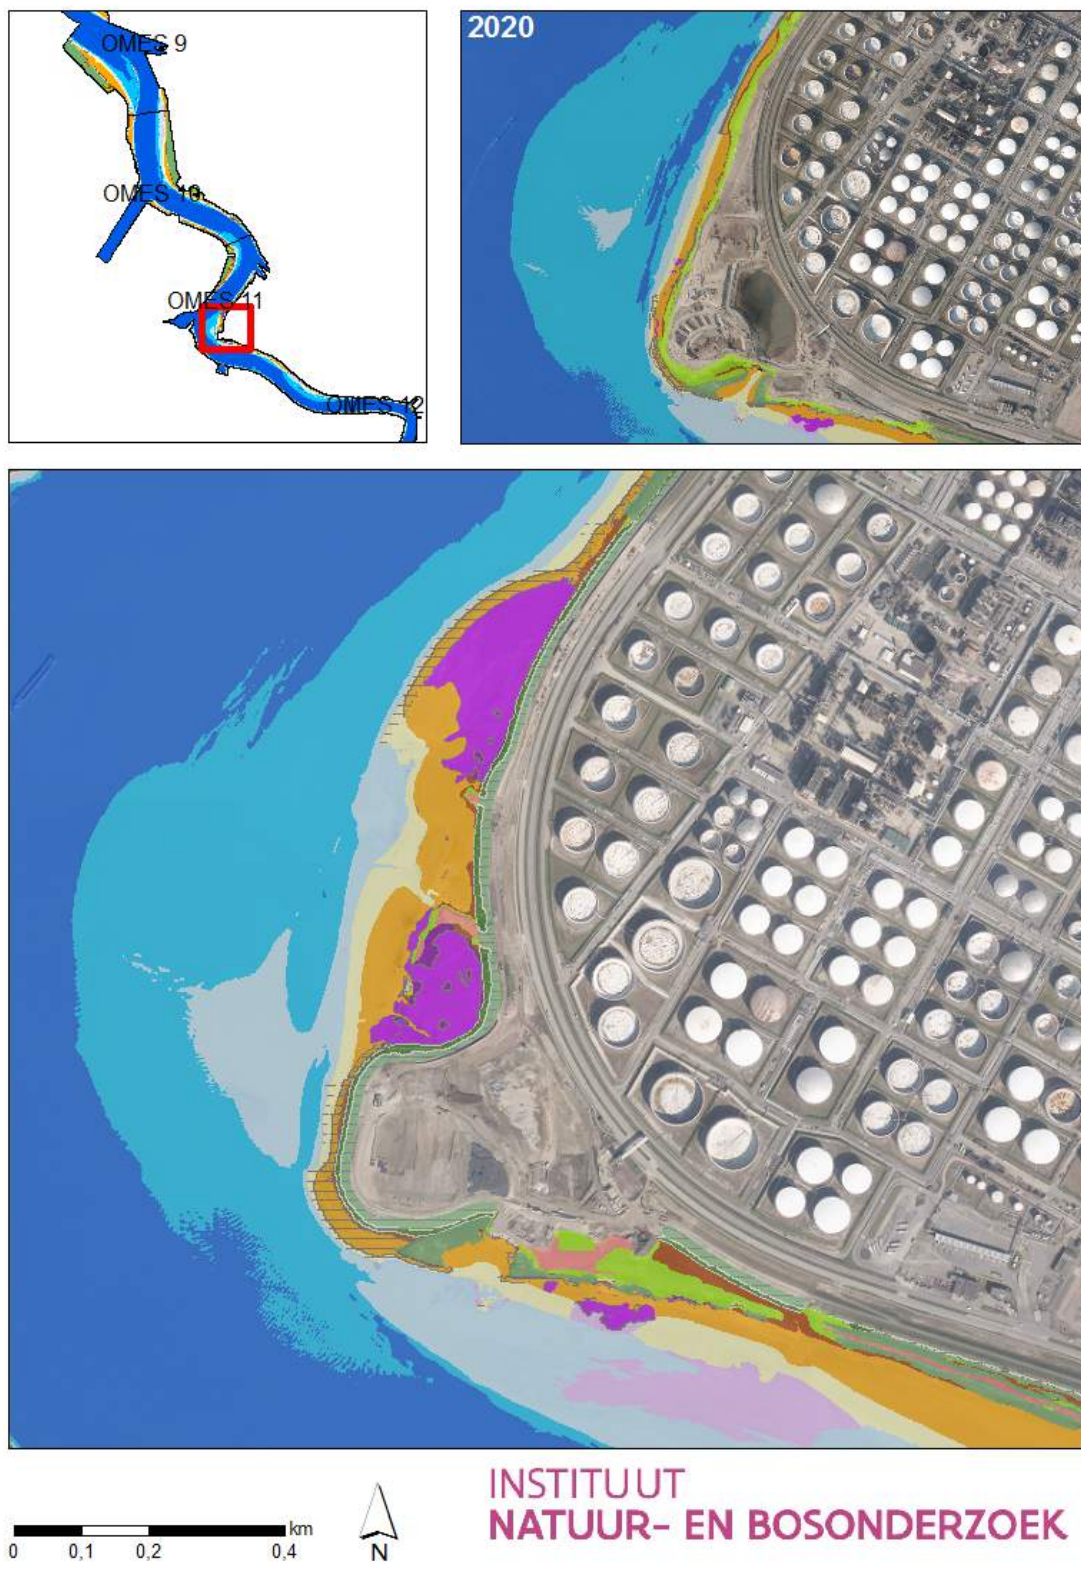 OMES 9
OMES 10
OMES 11
OMES 12
2020
km
0 0,1 0,2 0,4
N
INSTITUUT
NATUUR- EN BOSONDERZOEK